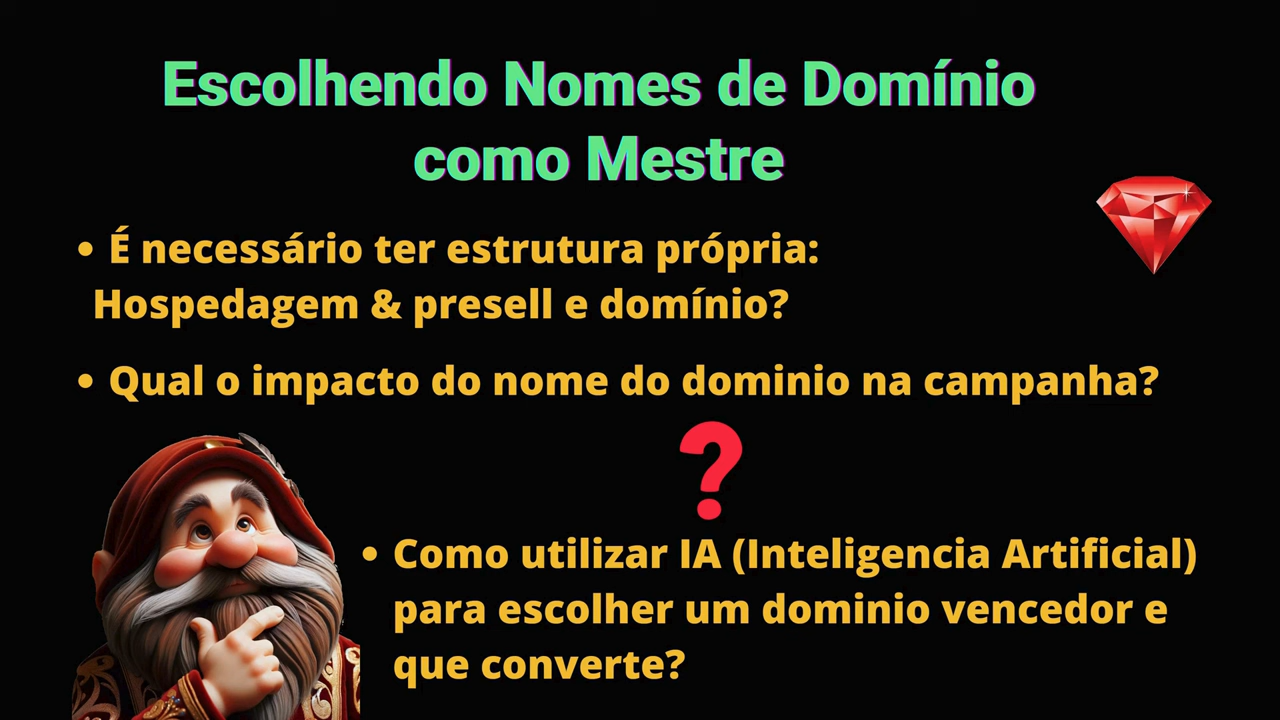 Escolhendo Nomes de Domínio
como Mestre
• É necessário ter estrutura própria:
Hospedagem & presell e domínio?
• Qual o impacto do nome do dominio na campanha?
?
• Como utilizar IA (Inteligencia Artificial)
para escolher um dominio vencedor e
que converte?